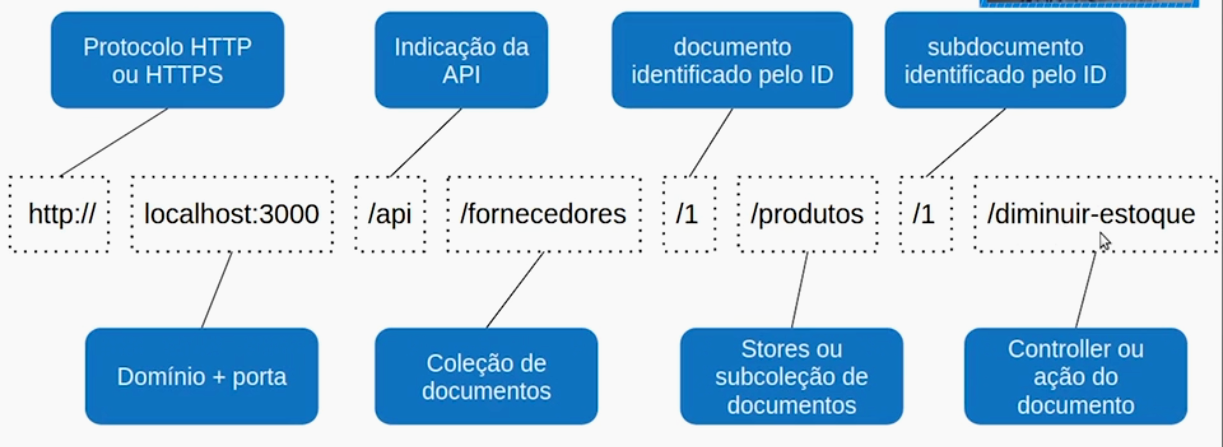 Protocolo HTTP
ou HTTPS
Indicação da
API
documento
identificado pelo ID
subdocumento
identificado pelo ID
http://
localhost:3000
/api
/fornecedores
/1
/produtos
/1
/diminuir-estoque
Domínio + porta
Coleção de
documentos
Stores ou
subcoleção de
documentos
Controller ou
ação do
documento